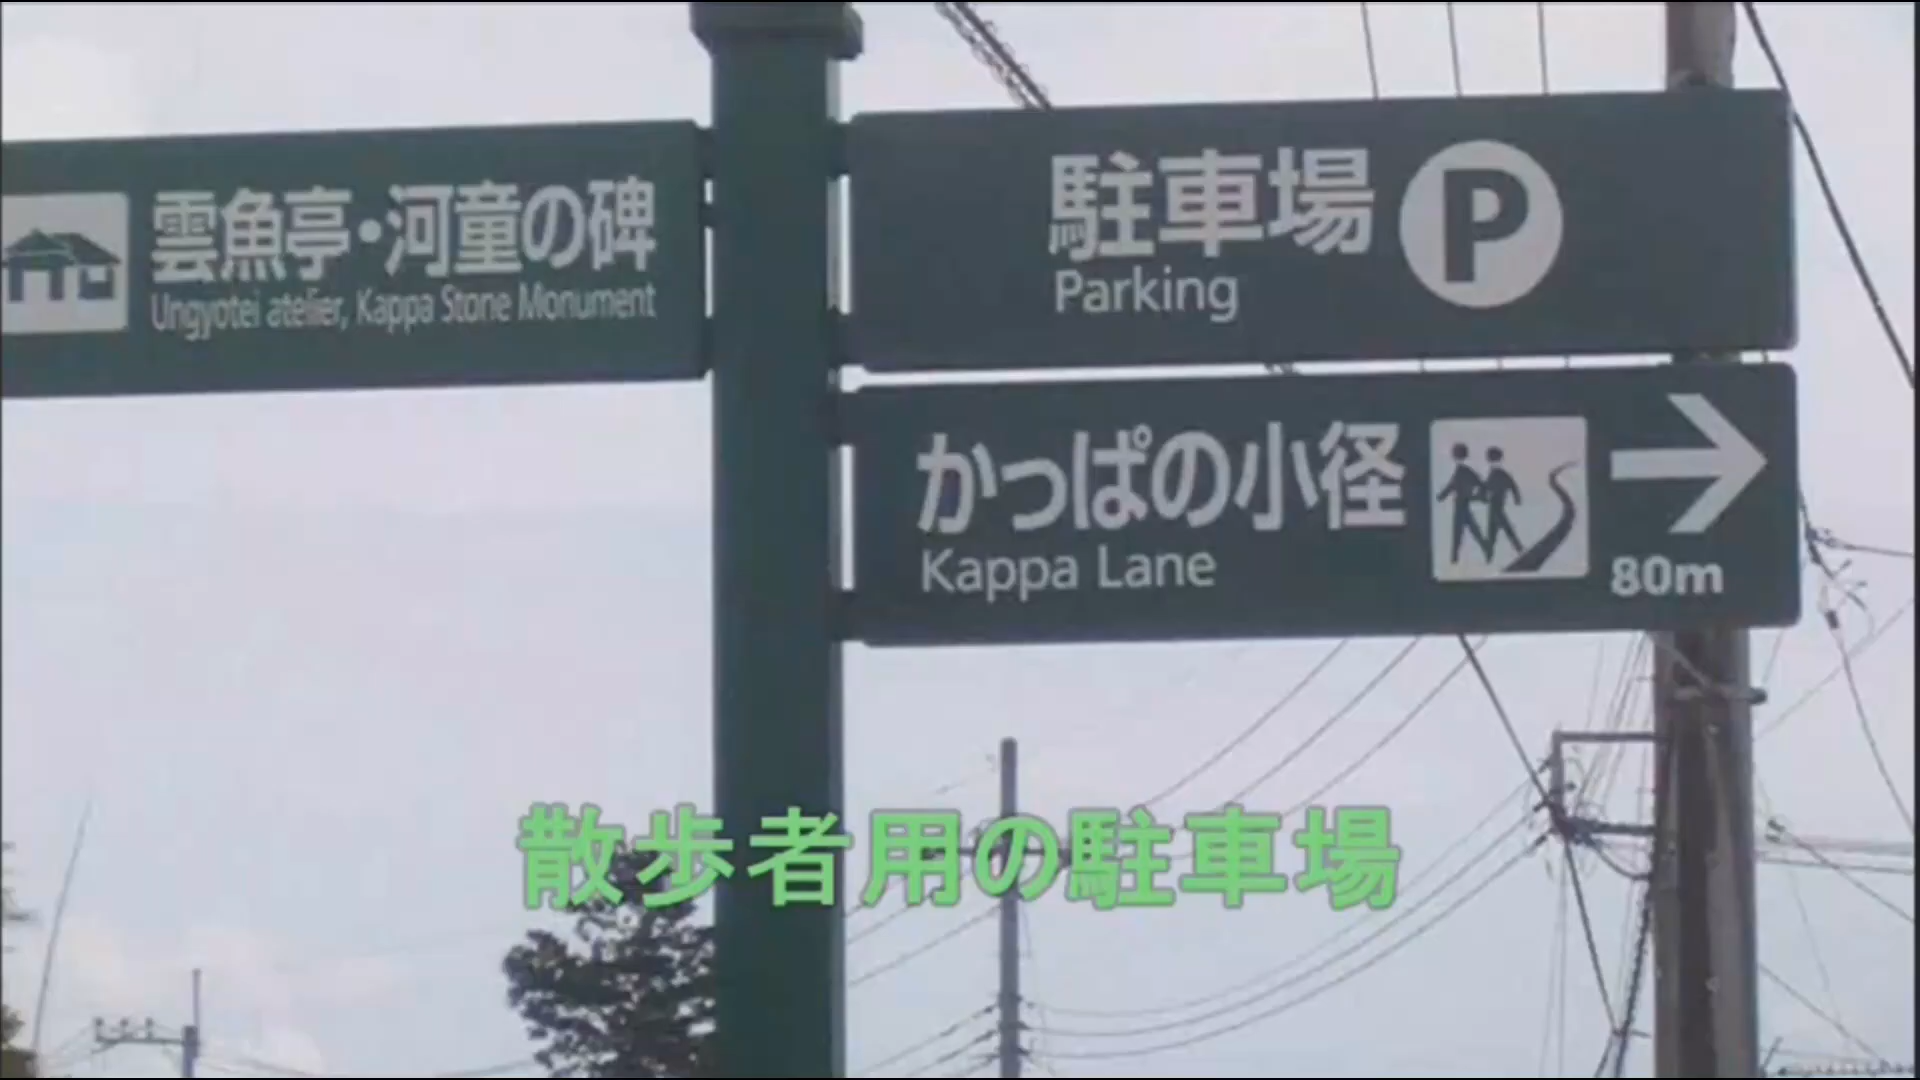 雲魚亭・河童の碑
Ungyotei atelier, Kappa Stone Monument
駐車場 P
Parking
かっぱの小径
Kappa Lane
80m
散歩者用の駐車場